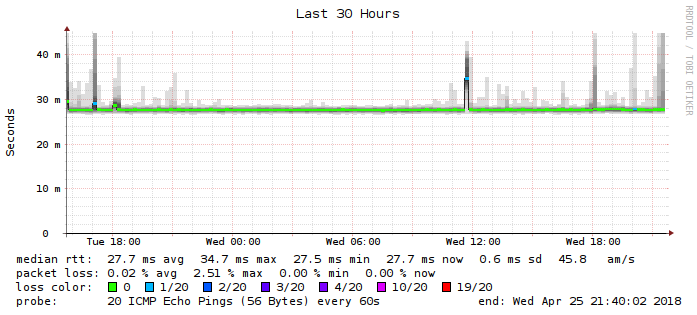 Last 30 Hours
RRDTOOL / TOBI OETIKER
Seconds
40 m
30 m
20 m
10 m
0
Tue 18:00 Wed 00:00 Wed 06:00 Wed 12:00 Wed 18:00
median rtt: 27.7 ms avg 34.7 ms max 27.5 ms min 27.7 ms now 0.6 ms sd 45.8 am/s
packet loss: 0.02 % avg 2.51 % max 0.00 % min 0.00 % now
loss color: 0 1/20 2/20 3/20 4/20 10/20 19/20
probe: 20 ICMP Echo Pings (56 Bytes) every 60s end: Wed Apr 25 21:40:02 2018